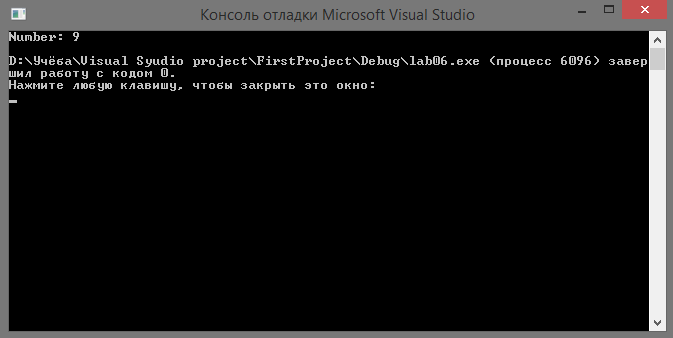 Консоль отладки Microsoft Visual Studio
Number: 9
D:\Учёба\Visual Syudio project\FirstProject\Debug\lab06.exe (процесс 6096) завер
шил работу с кодом 0.
Нажмите любую клавишу, чтобы закрыть это окно: